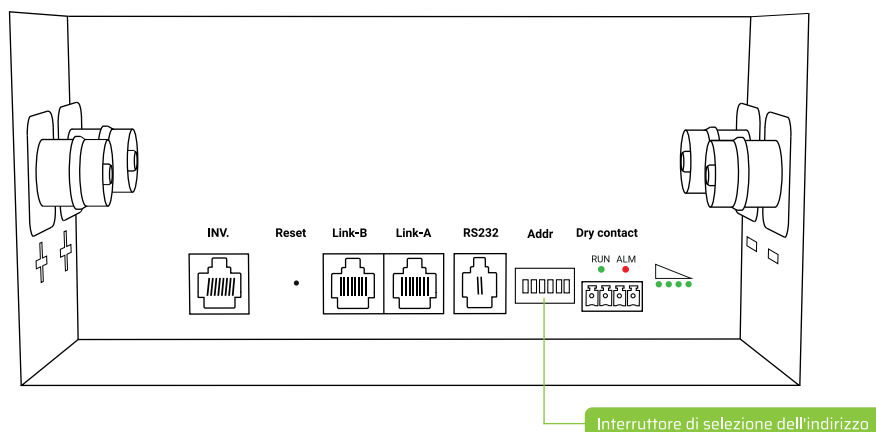 INV. Reset Link-B Link-A RS232 Addr Dry contact
RUN ALM
Interruttore di selezione dell'indirizzo